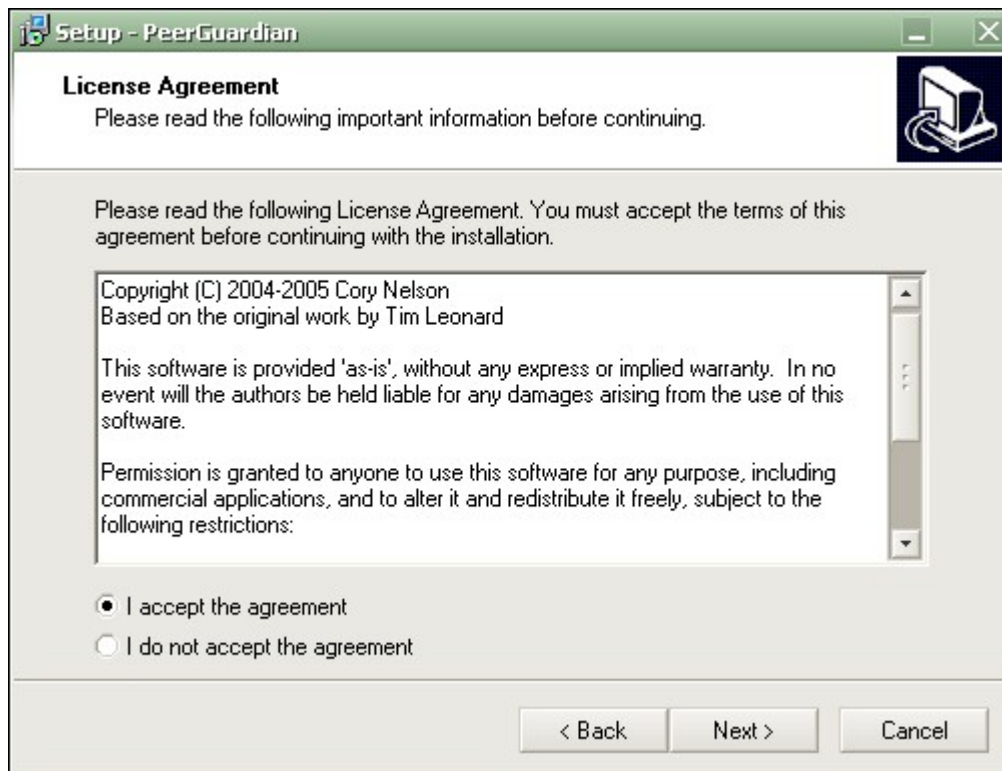 Setup - PeerGuardian
License Agreement
Please read the following important information before continuing.
Please read the following License Agreement. You must accept the terms of this
agreement before continuing with the installation.
Copyright (C) 2004-2005 Cory Nelson
Based on the original work by Tim Leonard
This software is provided 'as-is', without any express or implied warranty.  In no
event will the authors be held liable for any damages arising from the use of this
software.
Permission is granted to anyone to use this software for any purpose, including
commercial applications, and to alter it and redistribute it freely, subject to the
following restrictions:
I accept the agreement
I do not accept the agreement
< Back
Next >
Cancel